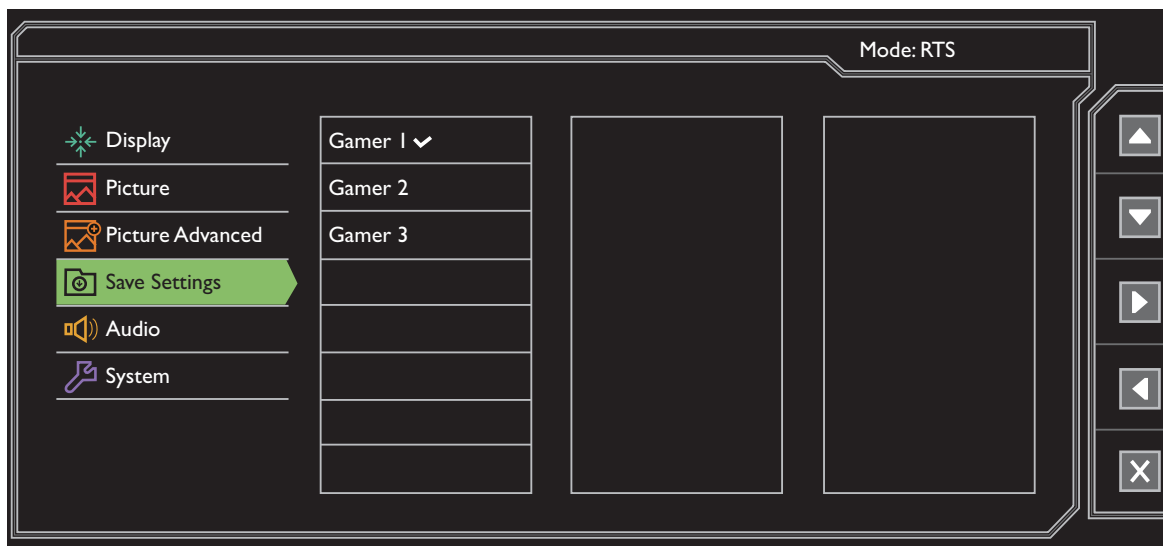 Mode: RTS
Display
Picture
Picture Advanced
Save Settings
Audio
System
Gamer 1 ✔
Gamer 2
Gamer 3
X